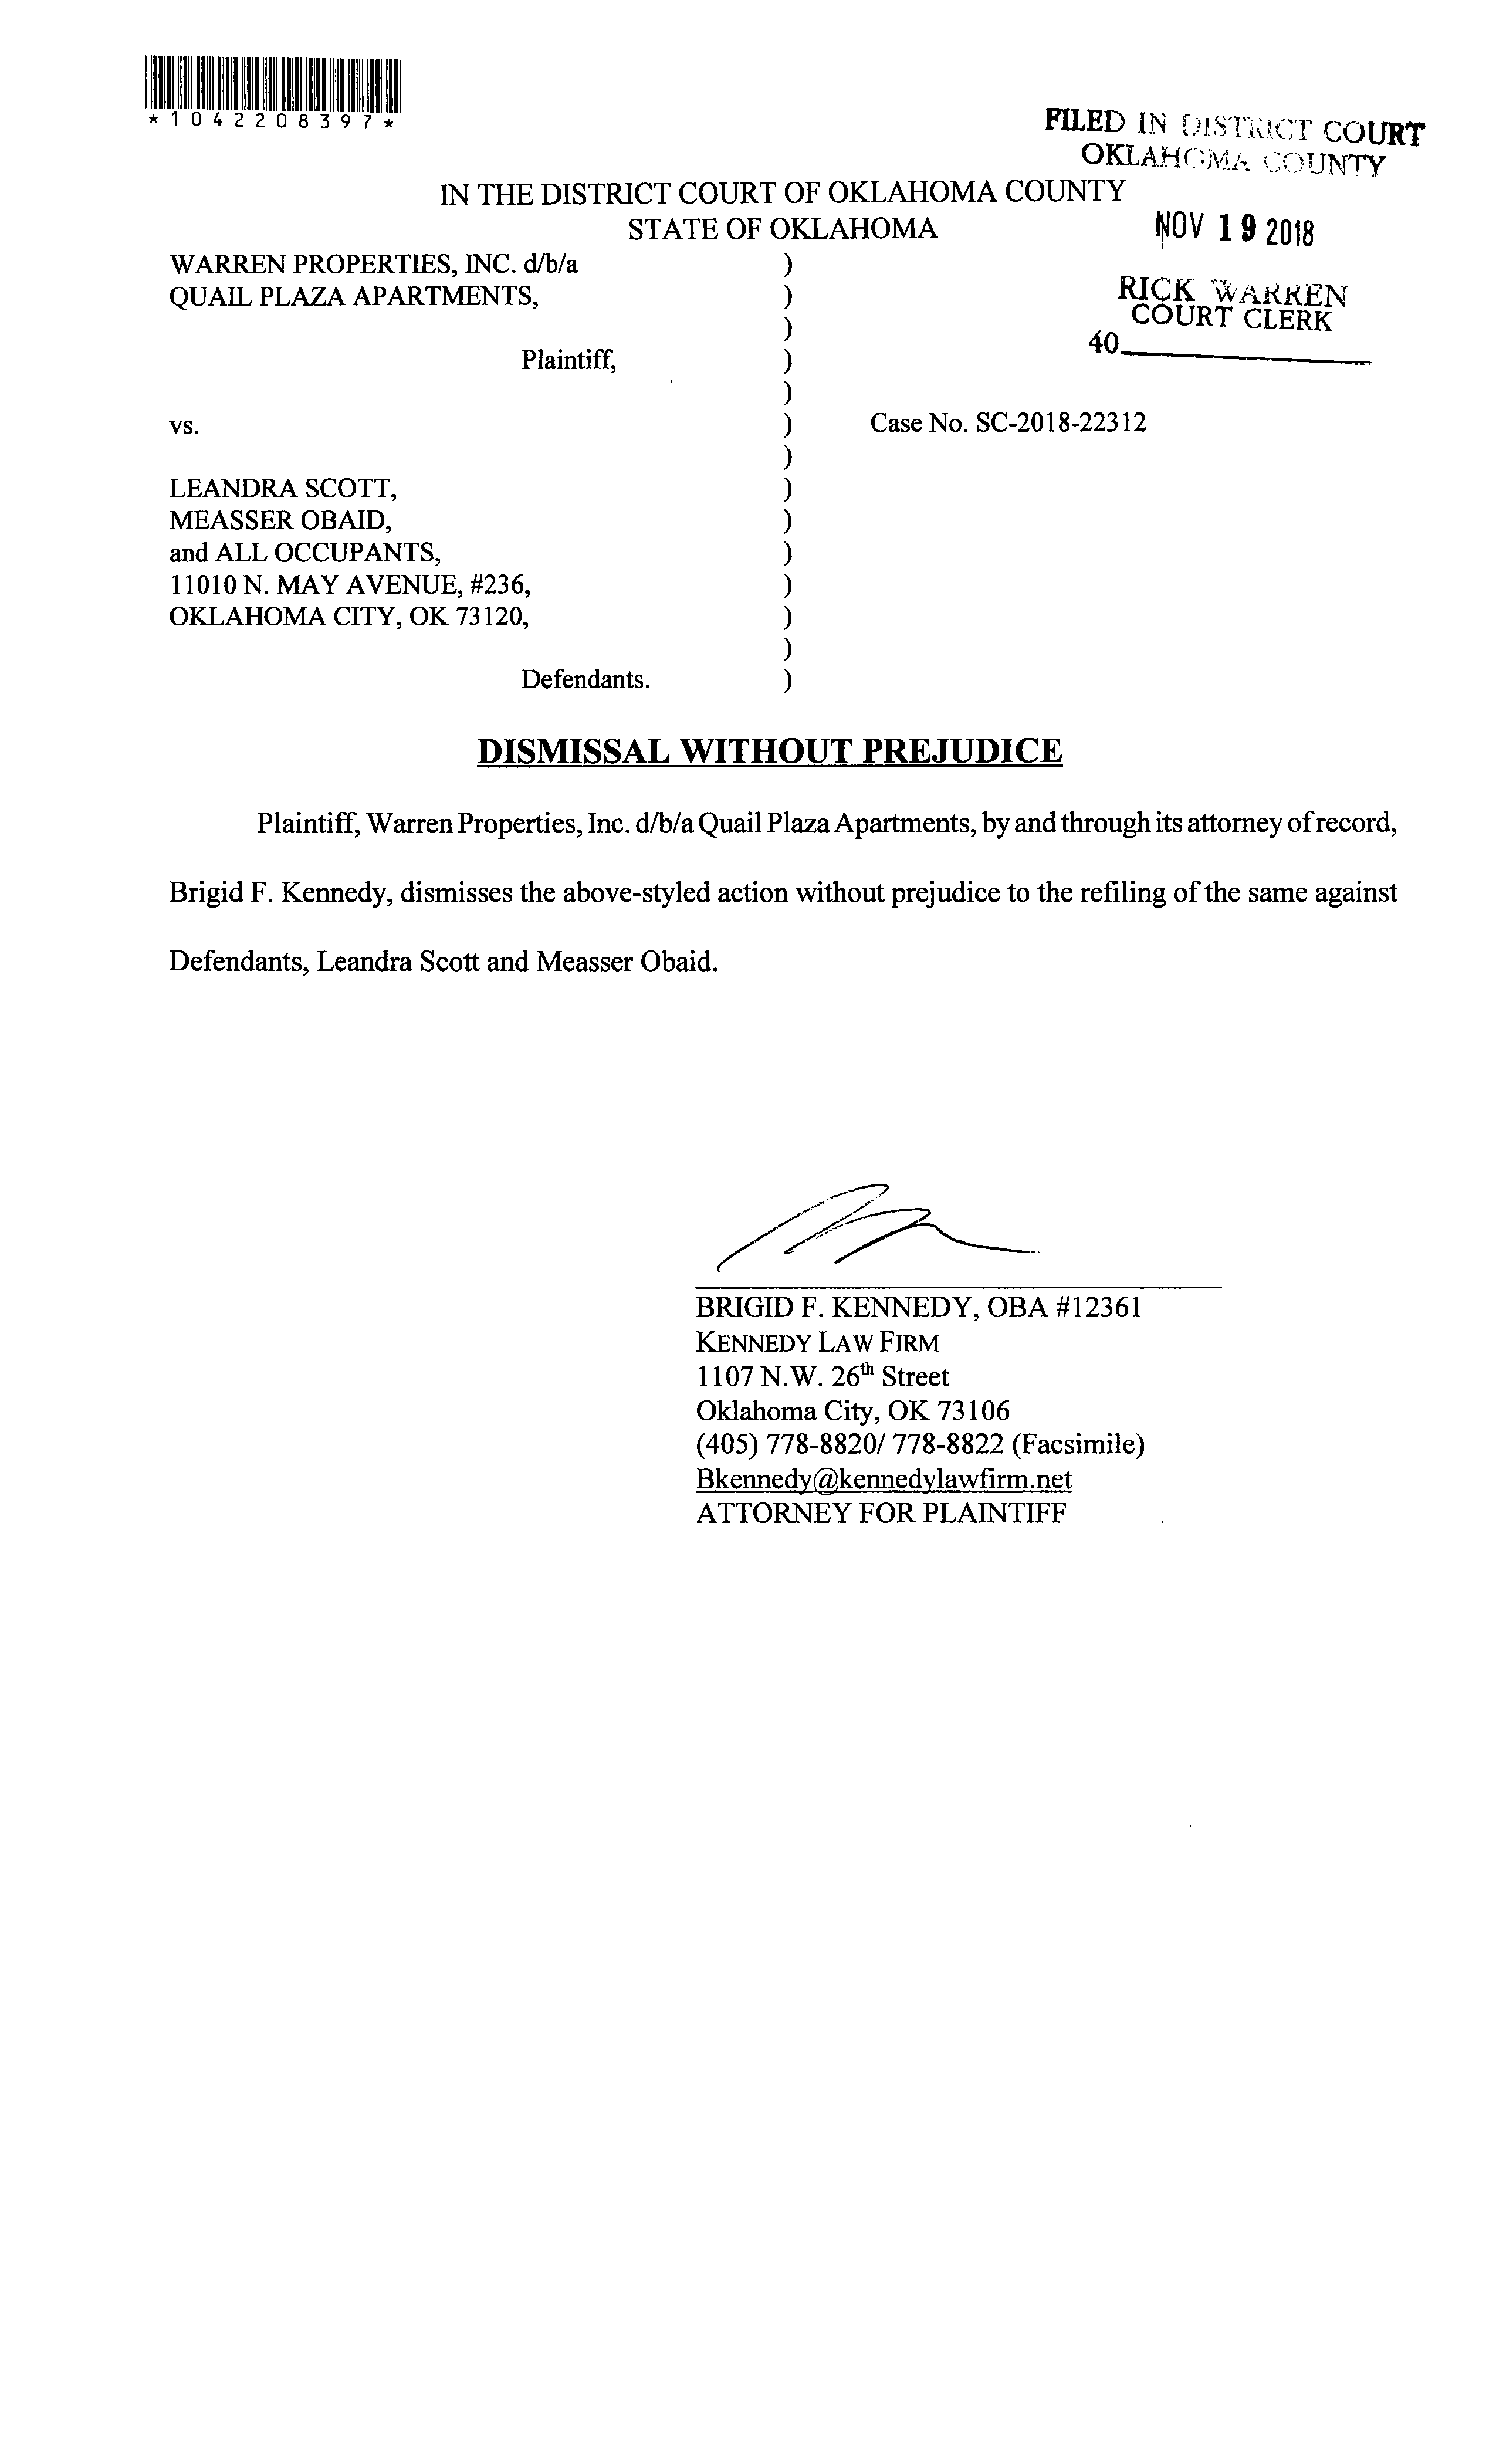 *1042208397*
FILED IN DISTRICT COURT
OKLAHOMA COUNTY
IN THE DISTRICT COURT OF OKLAHOMA COUNTY
STATE OF OKLAHOMA
NOV 19 2018
WARREN PROPERTIES, INC. d/b/a )
QUAIL PLAZA APARTMENTS, )
)
RICK WARREN
COURT CLERK
40
Plaintiff, )
)
vs. ) Case No. SC-2018-22312
)
LEANDRA SCOTT, )
MEASSER OBAID, )
and ALL OCCUPANTS, )
11010 N. MAY AVENUE, #236, )
OKLAHOMA CITY, OK 73120, )
)
Defendants. )
DISMISSAL WITHOUT PREJUDICE
Plaintiff, Warren Properties, Inc. d/b/a Quail Plaza Apartments, by and through its attorney of record,
Brigid F. Kennedy, dismisses the above-styled action without prejudice to the refiling of the same against
Defendants, Leandra Scott and Measser Obaid.
BRIGID F. KENNEDY, OBA #12361
KENNEDY LAW FIRM
1107 N.W. 26th Street
Oklahoma City, OK 73106
(405) 778-8820/ 778-8822 (Facsimile)
Bkennedy@kennedylawfirm.net
ATTORNEY FOR PLAINTIFF